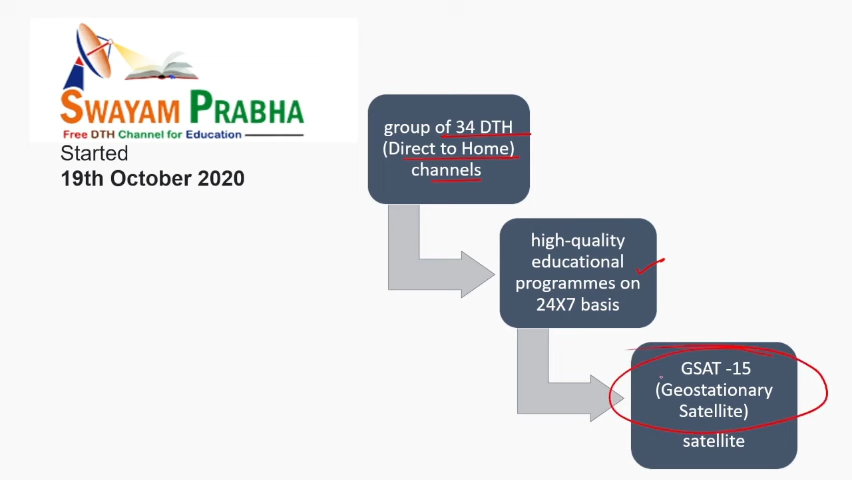 SWAYAM PRABHA
Free DTH Channel for Education
Started
19th October 2020
group of 34 DTH
(Direct to Home)
channels
high-quality
educational
programmes on
24X7 basis
GSAT -15
(Geostationary
Satellite)
satellite